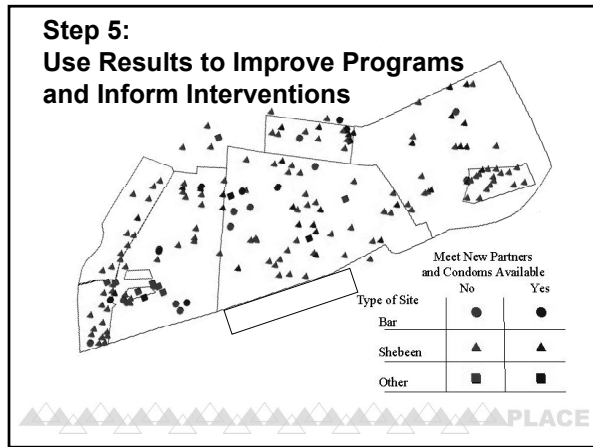 Step 5:
Use Results to Improve Programs
and Inform Interventions
Meet New Partners
and Condoms Available
Type of Site No Yes
Bar
Shebeen
Other
PLACE